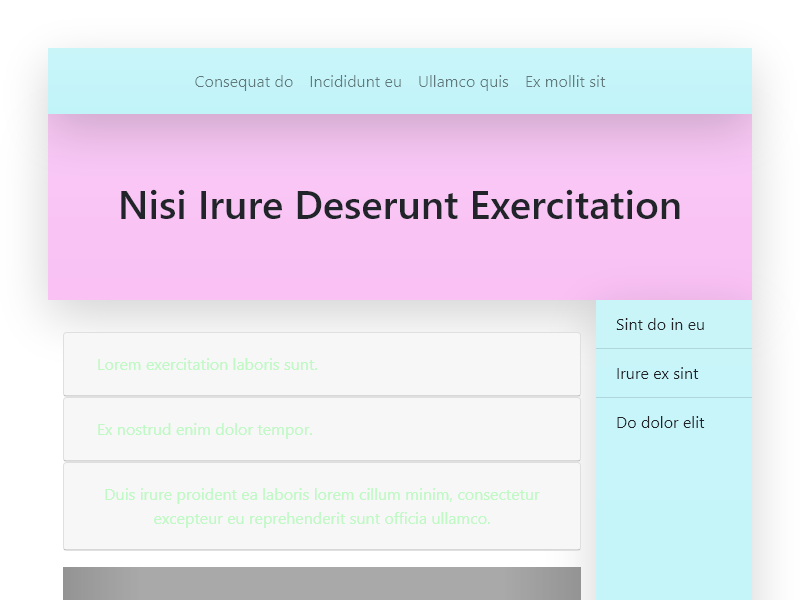 Consequat do Incididunt eu Ullamco quis Ex mollit sit
Nisi Irure Deserunt Exercitation
Lorem exercitation laboris sunt.
Ex nostrud enim dolor tempor.
Duis irure proident ea laboris lorem cillum minim, consectetur
excepteur eu reprehenderit sunt officia ullamco.
Sint do in eu
Irure ex sint
Do dolor elit